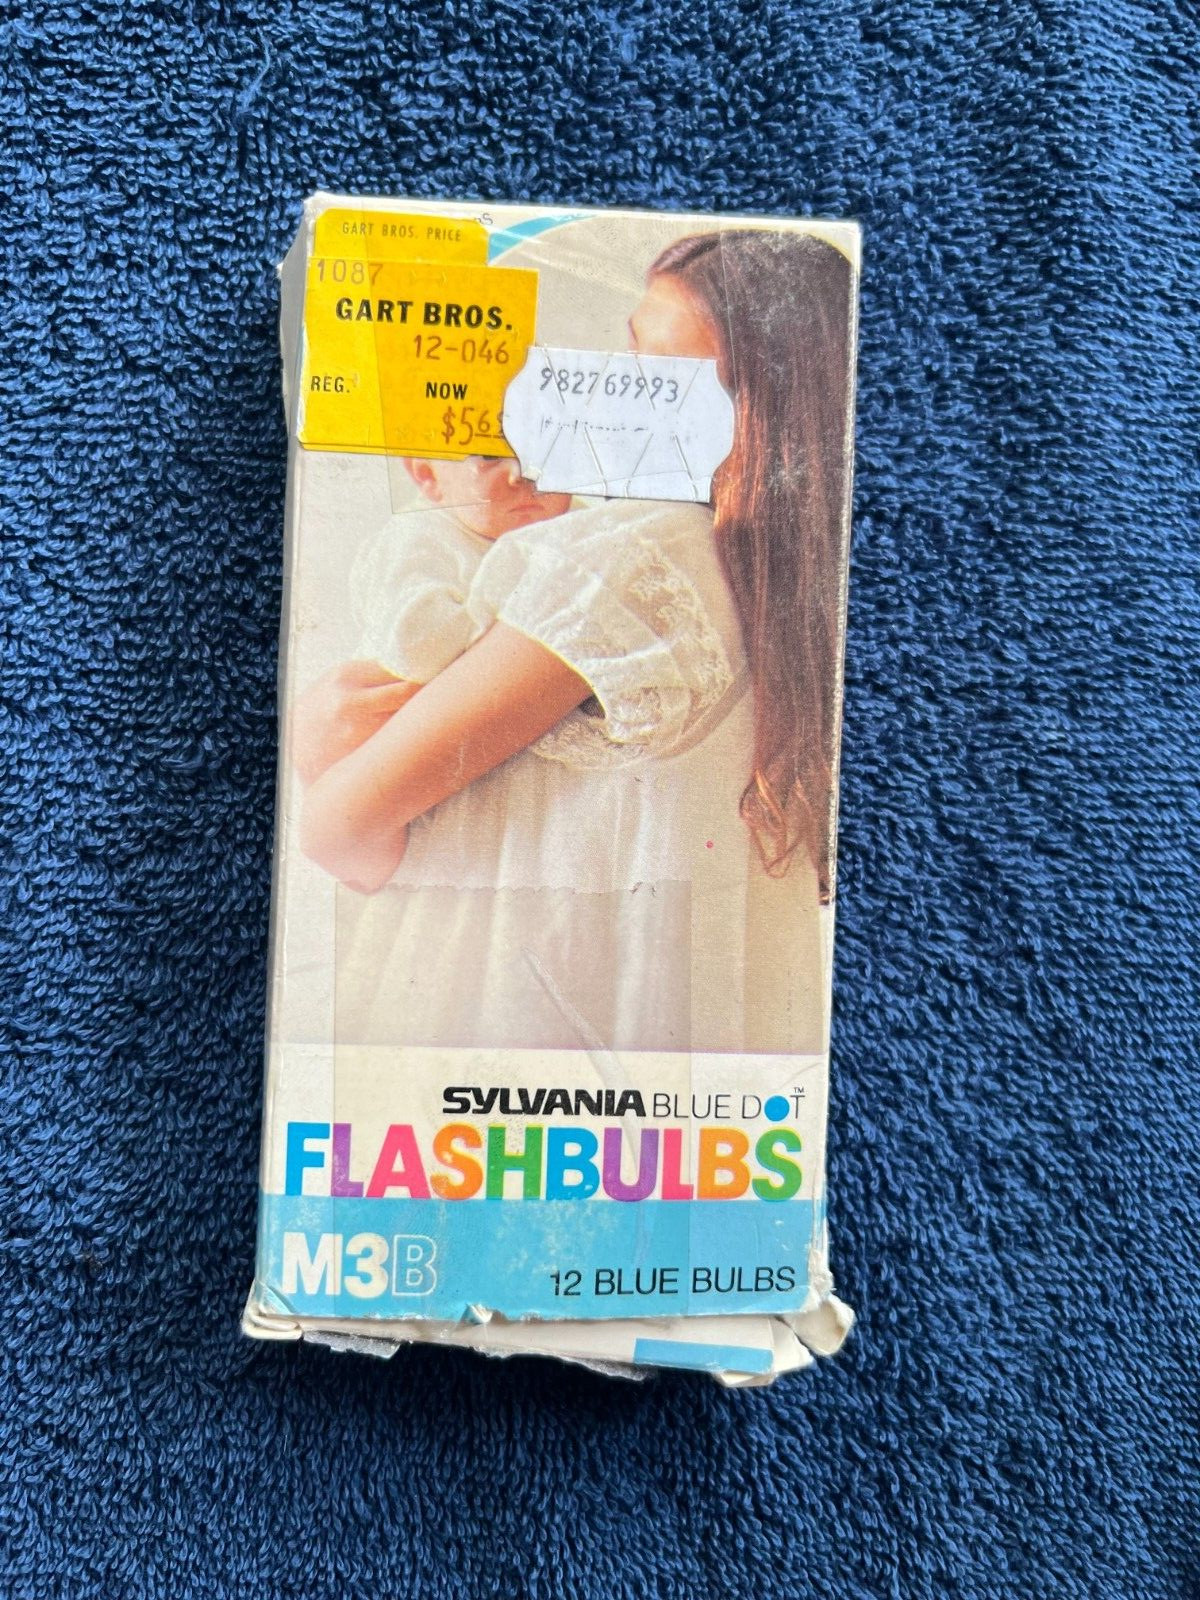 GART BROS. PRICE
1087
GART BROS.
12-046
REG. NOW
$5
982769993
SYLVANIA BLUE DOT™
FLASHBULBS
M3B
12 BLUE BULBS